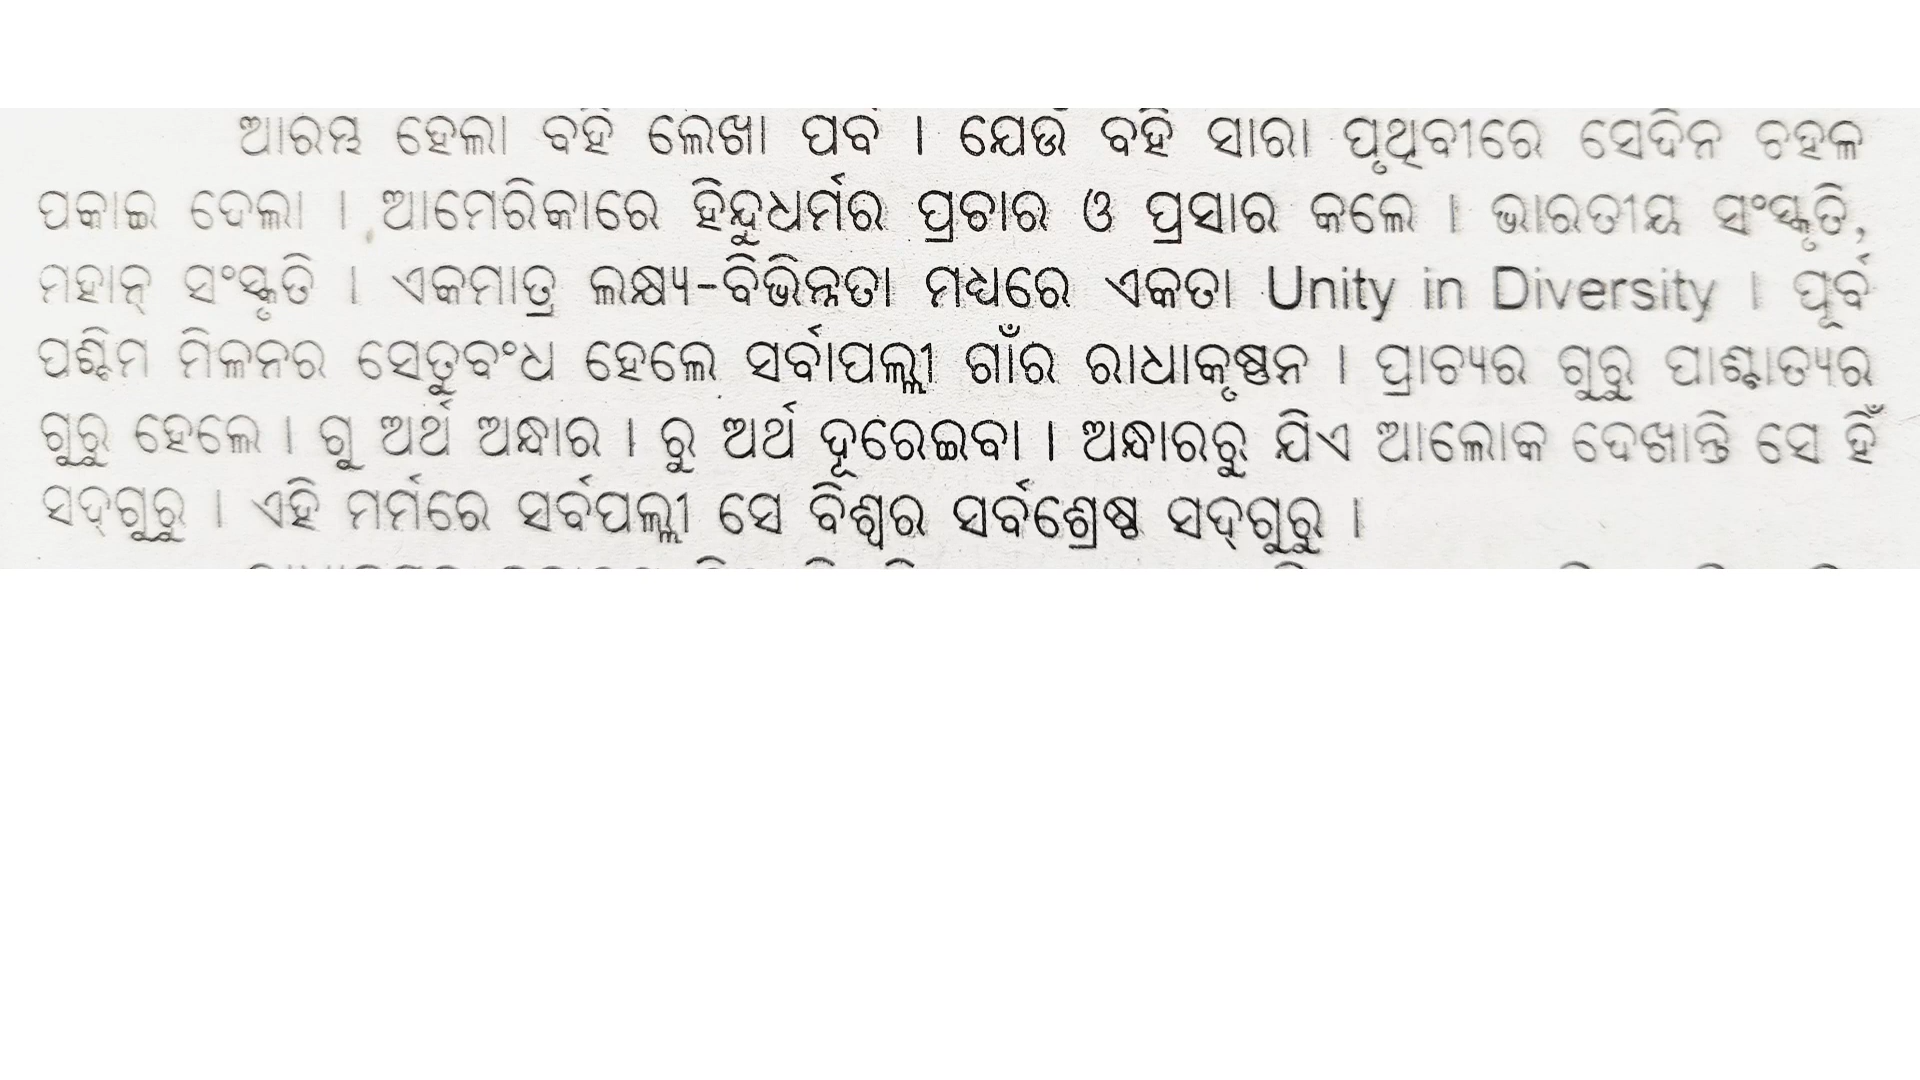 ଆରମ୍ଭ ହେଲା ବହି ଲେଖା ପର୍ବ । ଯେଉଁ ବହି ସାରା ପୃଥିବୀରେ ସେଦିନ ଚହଳ
ପକାଇ ଦେଲା । ଆମେରିକାରେ ହିନ୍ଦୁଧର୍ମର ପ୍ରଚାର ଓ ପ୍ରସାର କଲେ । ଭାରତୀୟ ସଂସ୍କୃତି,
ମହାନ୍ ସଂସ୍କୃତି । ଏକମାତ୍ର ଲକ୍ଷ୍ୟ-ବିଭିନ୍ନତା ମଧ୍ୟରେ ଏକତା Unity in Diversity । ପୂର୍ବ
ପଶ୍ଚିମ ମିଳନର ସେତୁବଂଧ ହେଲେ ସର୍ବାପଲ୍ଲୀ ଗାଁର ରାଧାକୃଷ୍ଣନ । ପ୍ରାଚ୍ୟର ଗୁରୁ ପାଶ୍ଚାତ୍ୟର
ଗୁରୁ ହେଲେ । ଗୁ ଅର୍ଥ ଅନ୍ଧାର । ରୁ ଅର୍ଥ ଦୂରେଇବା । ଅନ୍ଧାରରୁ ଯିଏ ଆଲୋକ ଦେଖାନ୍ତି ସେ ହିଁ
ସଦ୍‌ଗୁରୁ । ଏହି ମର୍ମରେ ସର୍ବପଲ୍ଲୀ ସେ ବିଶ୍ୱର ସର୍ବଶ୍ରେଷ୍ଠ ସଦ୍‌ଗୁରୁ ।